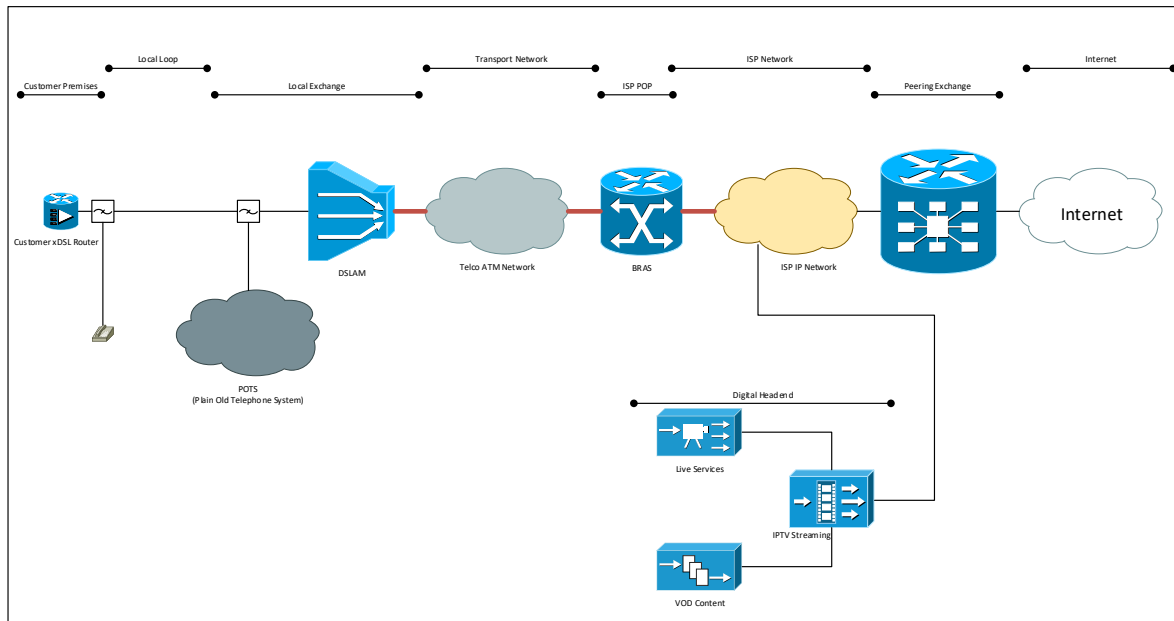 Local Loop
Transport Network
ISP Network
Internet
Customer Premises
Local Exchange
ISP POP
Peering Exchange
Internet
Customer xDSL Router
DSLAM
Telco ATM Network
BRAS
ISP IP Network
POTS
(Plain Old Telephone System)
Digital Headend
Live Services
IPTV Streaming
VOD Content